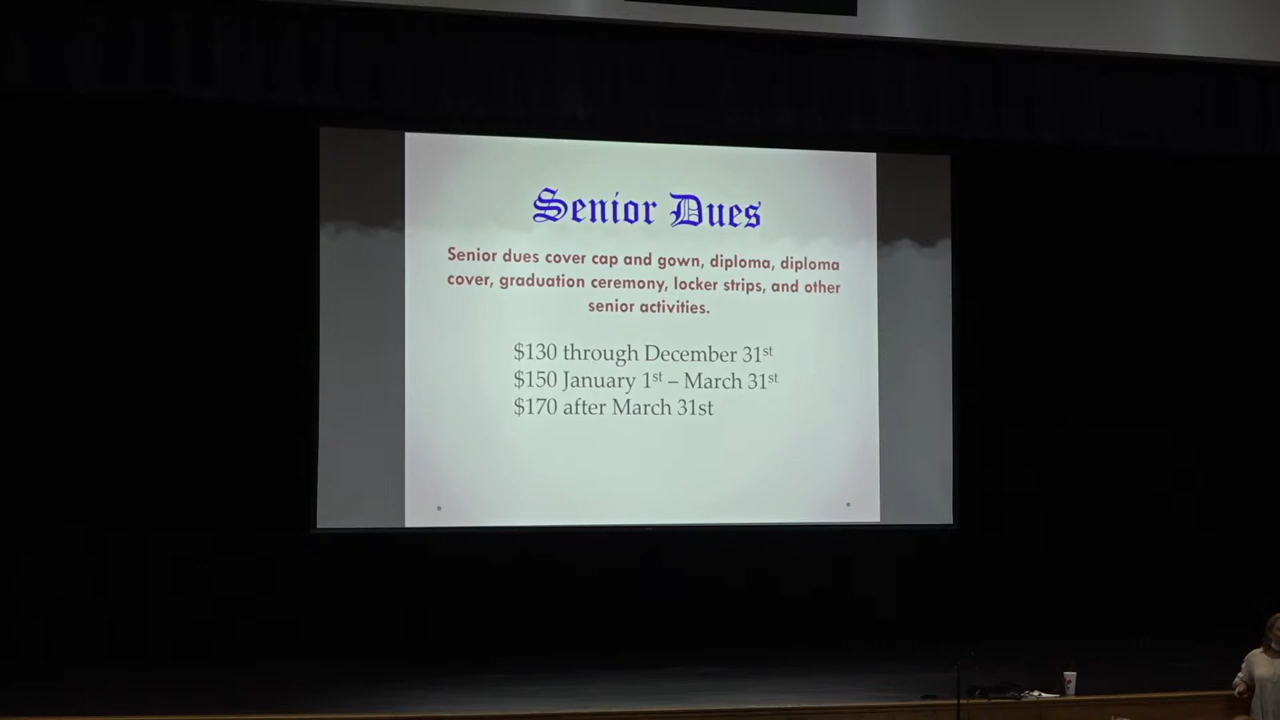 Senior Dues
Senior dues cover cap and gown, diploma, diploma
cover, graduation ceremony, locker strips, and other
senior activities.
$130 through December 31st
$150 January 1st – March 31st
$170 after March 31st